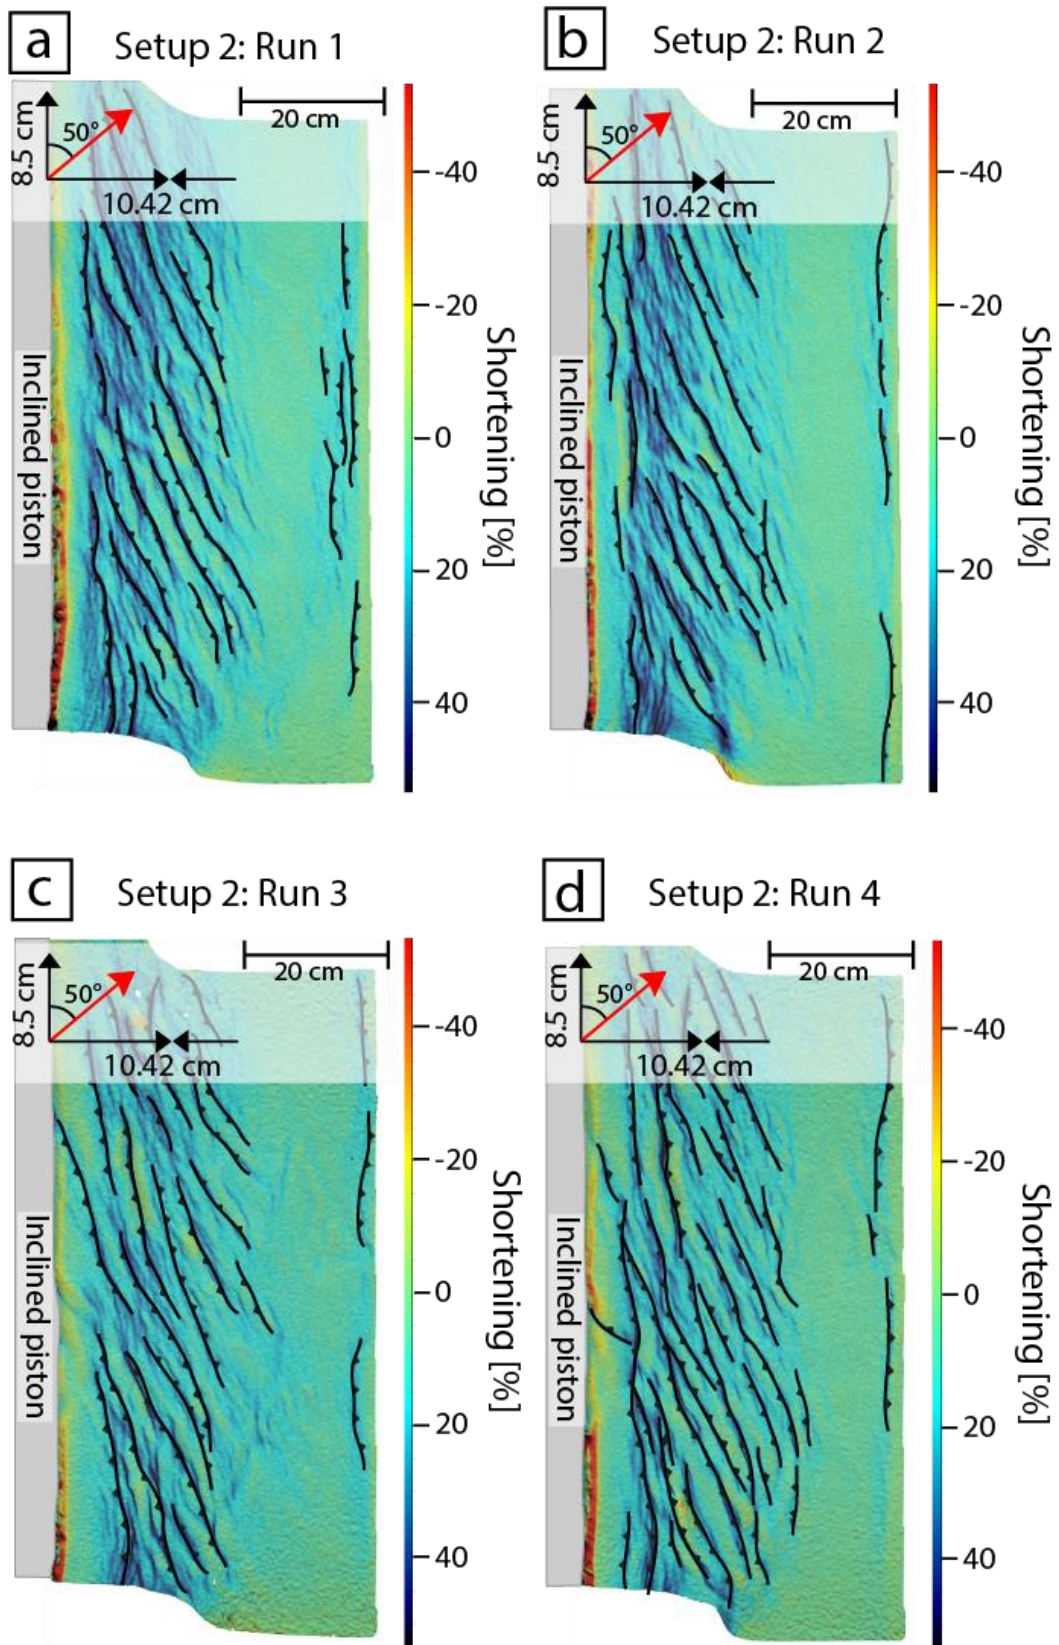 a
Setup 2: Run 1
8.5 cm
50°
20 cm
10.42 cm
Inclined piston
-40
-20
0
20
40
Shortening [%]
b
Setup 2: Run 2
8.5 cm
50°
20 cm
10.42 cm
Inclined piston
-40
-20
0
20
40
Shortening [%]
c
Setup 2: Run 3
8.5 cm
50°
20 cm
10.42 cm
Inclined piston
-40
-20
0
20
40
Shortening [%]
d
Setup 2: Run 4
8.5 cm
50°
20 cm
10.42 cm
Inclined piston
-40
-20
0
20
40
Shortening [%]